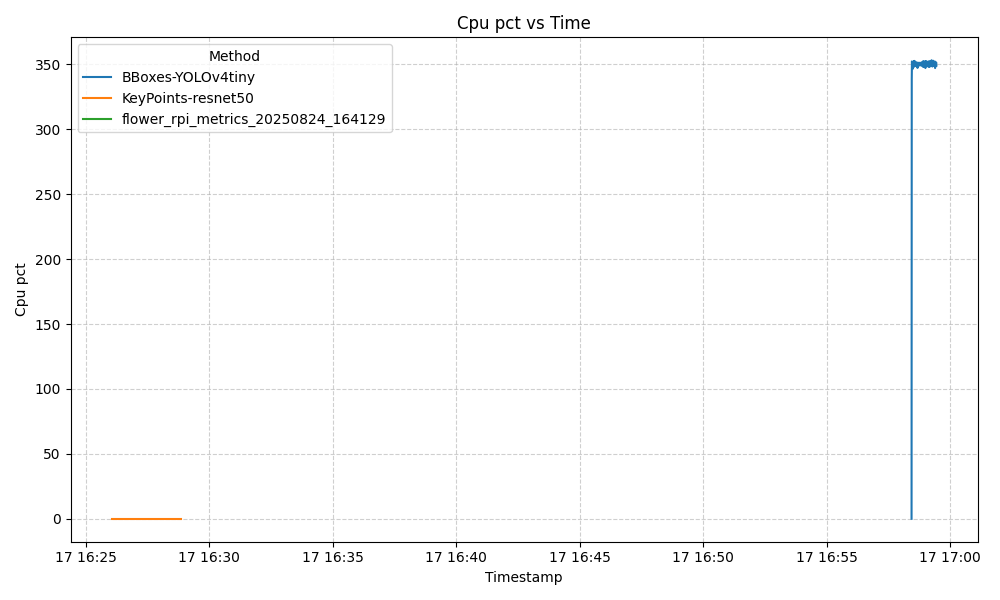 Cpu pct vs Time
Method
BBoxes-YOLOv4tiny
KeyPoints-resnet50
flower_rpi_metrics_20250824_164129
350
300
250
200
150
100
50
0
Cpu pct
17 16:25 17 16:30 17 16:35 17 16:40 17 16:45 17 16:50 17 16:55 17 17:00
Timestamp